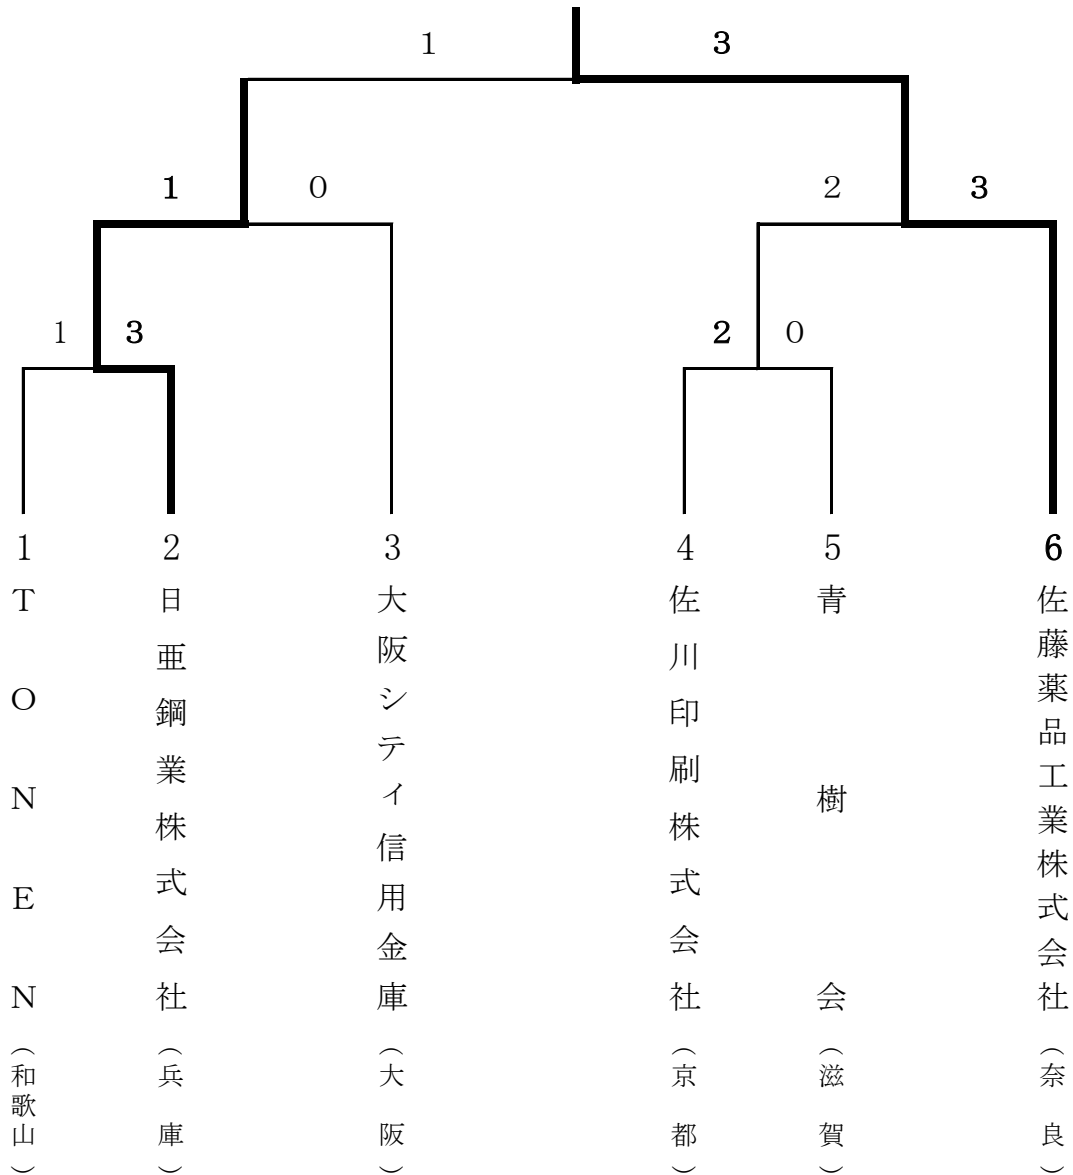 1 3
1 0 2 3
1 3 2 0
1 2 3 4 5 6
TONNEN（和歌山）
日亜鋼業株式会社（兵庫）
大阪シティ信用金庫（大阪）
佐川印刷株式会社（京都）
青樹会（滋賀）
佐藤薬品工業株式会社（奈良）